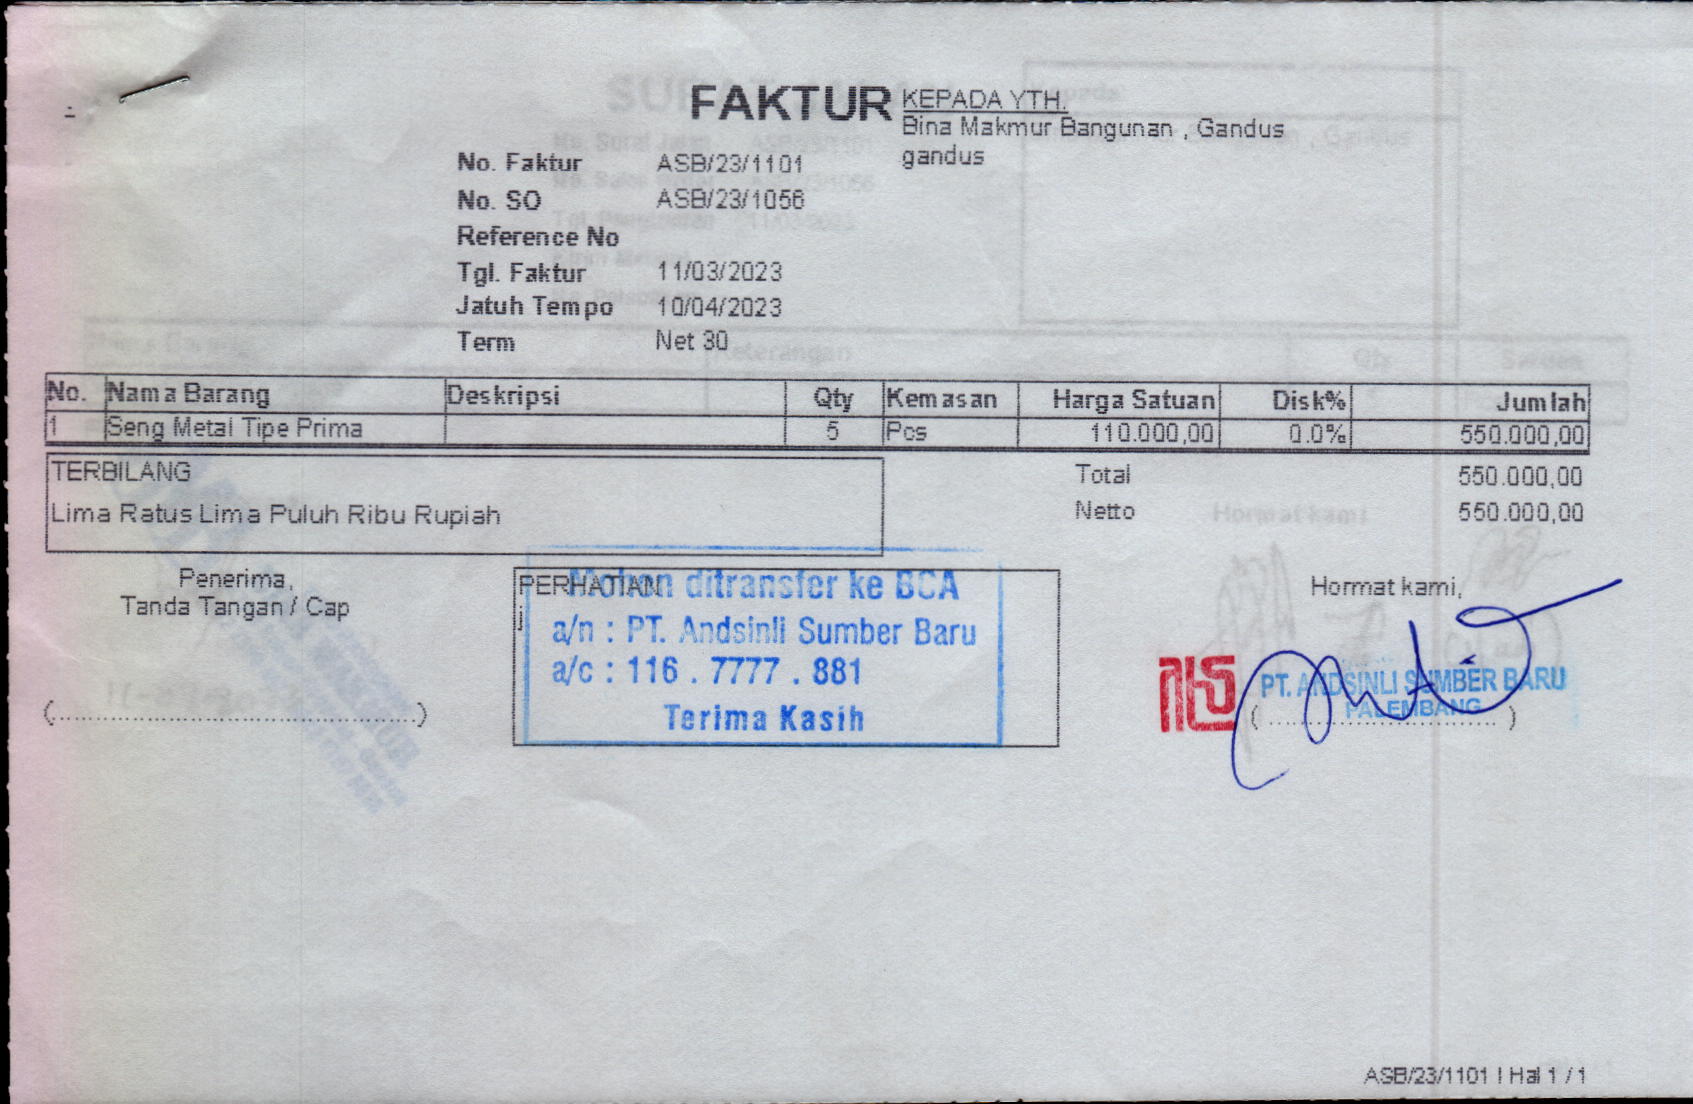 FAKTUR
KEPADA YTH.
Bina Makmur Bangunan , Gandus
gandus
No. Faktur ASB/23/1101
No. SO ASB/23/1056
Reference No
Tgl. Faktur 11/03/2023
Jatuh Tempo 10/04/2023
Term Net 30
No. Nama Barang Deskripsi Qty Kemasan Harga Satuan Disk% Jumlah
1 Seng Metal Tipe Prima 5 Pcs 110.000,00 0.0% 550.000,00
TERBILANG
Lima Ratus Lima Puluh Ribu Rupiah
Total 550.000,00
Netto 550.000,00
Penerima,
Tanda Tangan / Cap
(........................................................)
PERHATIAN
j
Mohon ditransfer ke BCA
a/n : PT. Andsinli Sumber Baru
a/c : 116 . 7777 . 881
Terima Kasih
Hormat kami,
PT. ANDSINLI SUMBER BARU
PALEMBANG
(........................................)
ASB/23/1101 | Hal 1 / 1